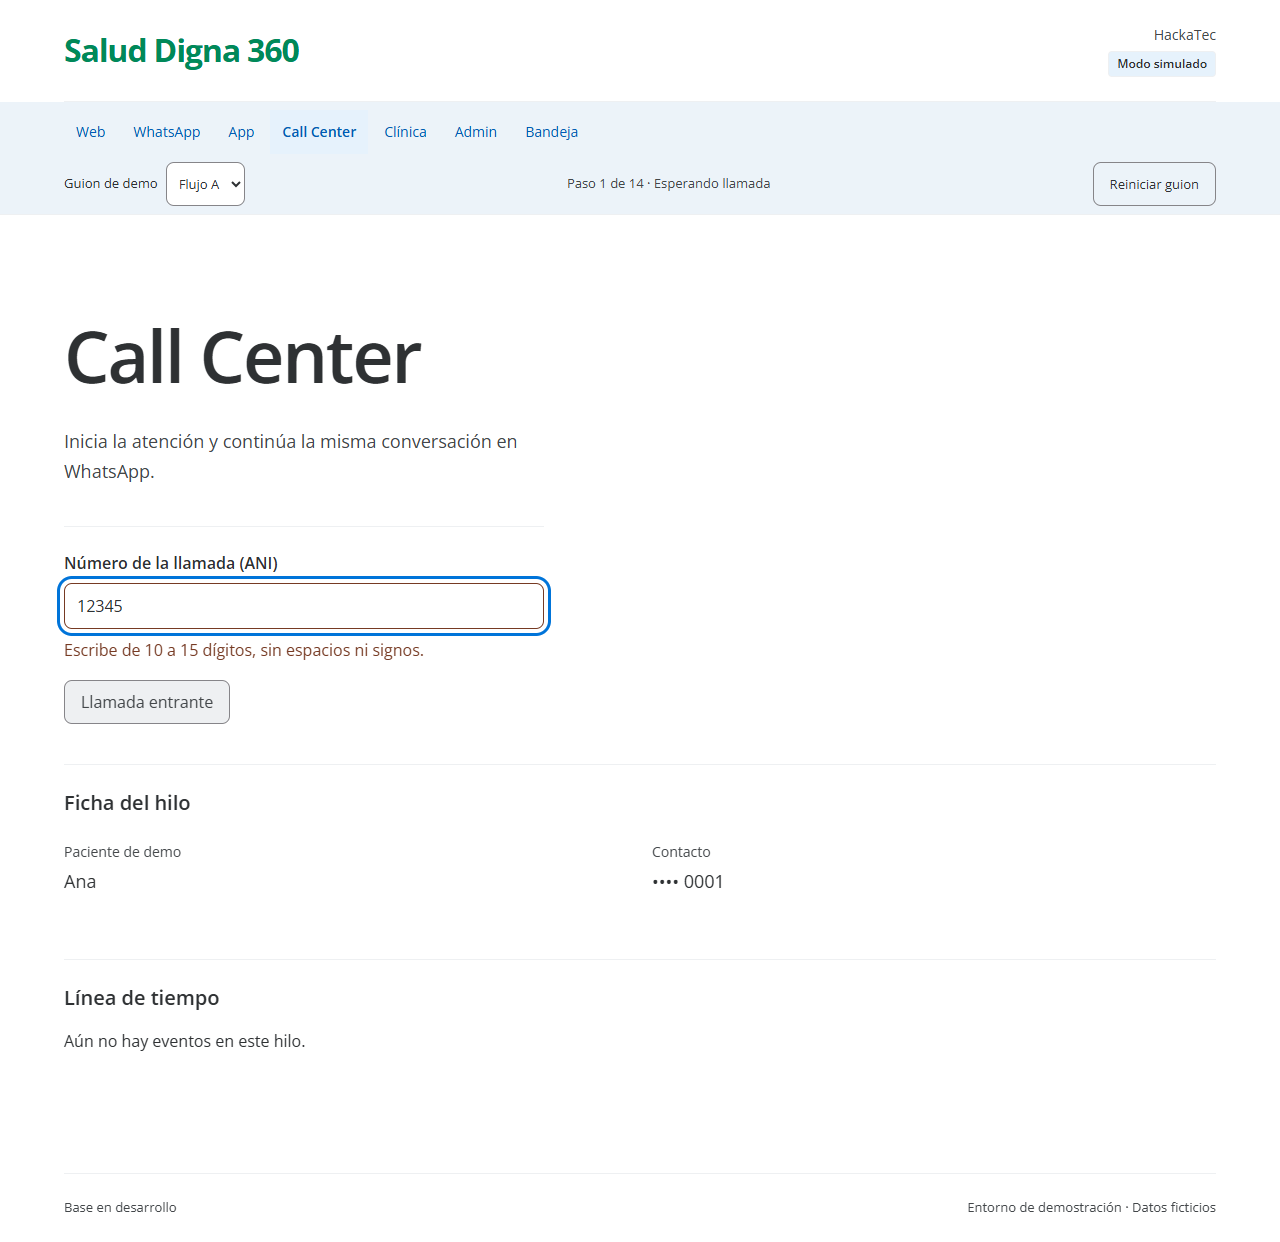 Salud Digna 360
HackaTec
Modo simulado
Web WhatsApp App Call Center Clínica Admin Bandeja
Guion de demo Flujo A Paso 1 de 14 · Esperando llamada Reiniciar guion
Call Center
Inicia la atención y continúa la misma conversación en
WhatsApp.
Número de la llamada (ANI)
12345
Escribe de 10 a 15 dígitos, sin espacios ni signos.
Llamada entrante
Ficha del hilo
Paciente de demo Contacto
Ana •••• 0001
Línea de tiempo
Aún no hay eventos en este hilo.
Base en desarrollo Entorno de demostración · Datos ficticios